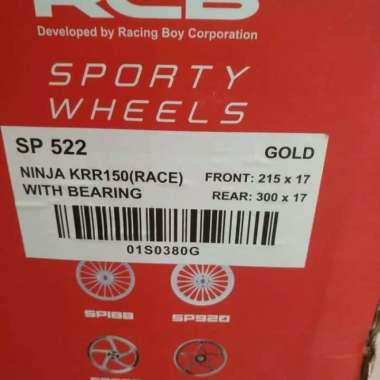 RCB
Developed by Racing Boy Corporation
SPORTY
WHEELS
SP 522
GOLD
NINJA KRR150(RACE)
FRONT: 215 x 17
WITH BEARING
REAR: 300 x 17
01S0380G
SP188
SP920